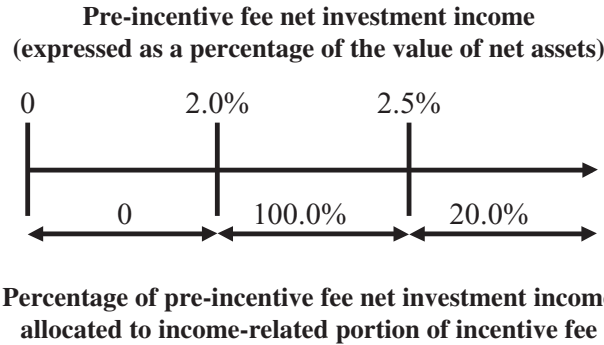 Pre-incentive fee net investment income
(expressed as a percentage of the value of net assets)
0 2.0% 2.5%
0 100.0% 20.0%
Percentage of pre-incentive fee net investment income
allocated to income-related portion of incentive fee